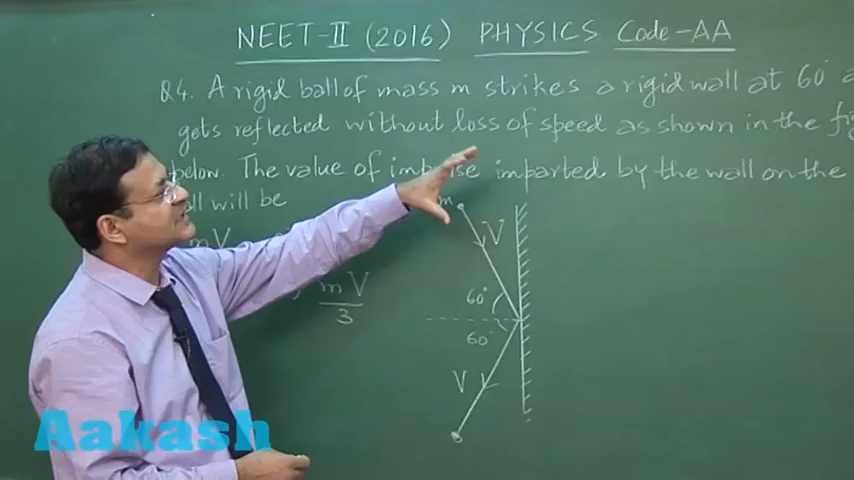 NEET-II (2016) PHYSICS Code-AA
Q4. A rigid ball of mass m strikes a rigid wall at 60°
gets reflected without loss of speed as shown in the
below. The value of imparted by the wall on the
will be
m
mV
V
mV
3
60°
60°
V
Aakash